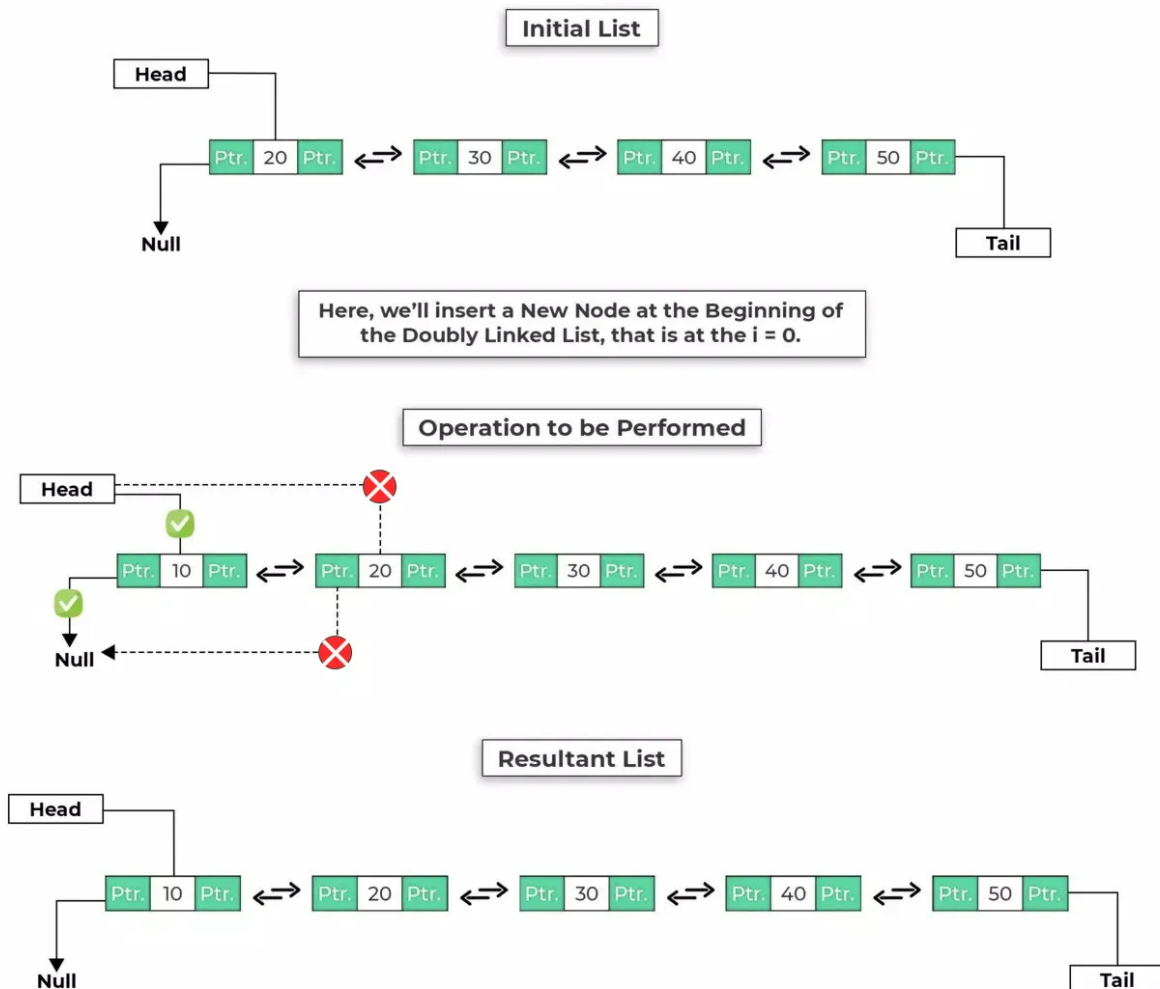 Initial List
Head
Ptr. 20 Ptr. Ptr. 30 Ptr. Ptr. 40 Ptr. Ptr. 50 Ptr.
Null
Tail
Here, we’ll insert a New Node at the Beginning of
the Doubly Linked List, that is at the i = 0.
Operation to be Performed
Head
Ptr. 10 Ptr. Ptr. 20 Ptr. Ptr. 30 Ptr. Ptr. 40 Ptr. Ptr. 50 Ptr.
Null
Tail
Resultant List
Head
Ptr. 10 Ptr. Ptr. 20 Ptr. Ptr. 30 Ptr. Ptr. 40 Ptr. Ptr. 50 Ptr.
Null
Tail